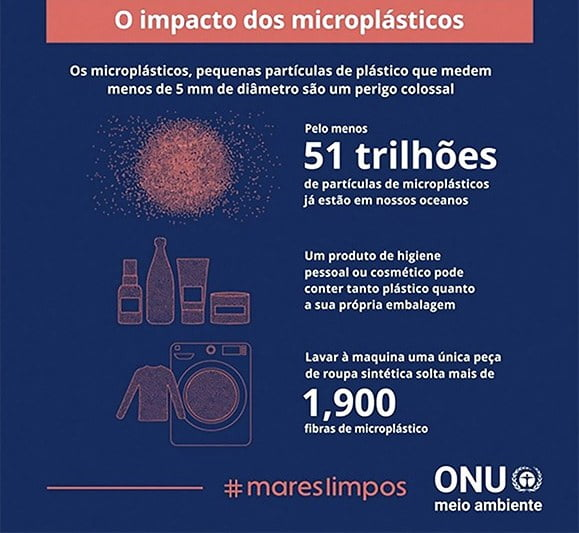 O impacto dos microplásticos
Os microplásticos, pequenas partículas de plástico que medem
menos de 5 mm de diâmetro são um perigo colossal
Pelo menos
51 trilhões
de partículas de microplásticos
já estão em nossos oceanos
Um produto de higiene
pessoal ou cosmético pode
conter tanto plástico quanto
a sua própria embalagem
Lavar à maquina uma única peça
de roupa sintética solta mais de
1,900
fibras de microplástico
#mareslimpos
ONU
meio ambiente